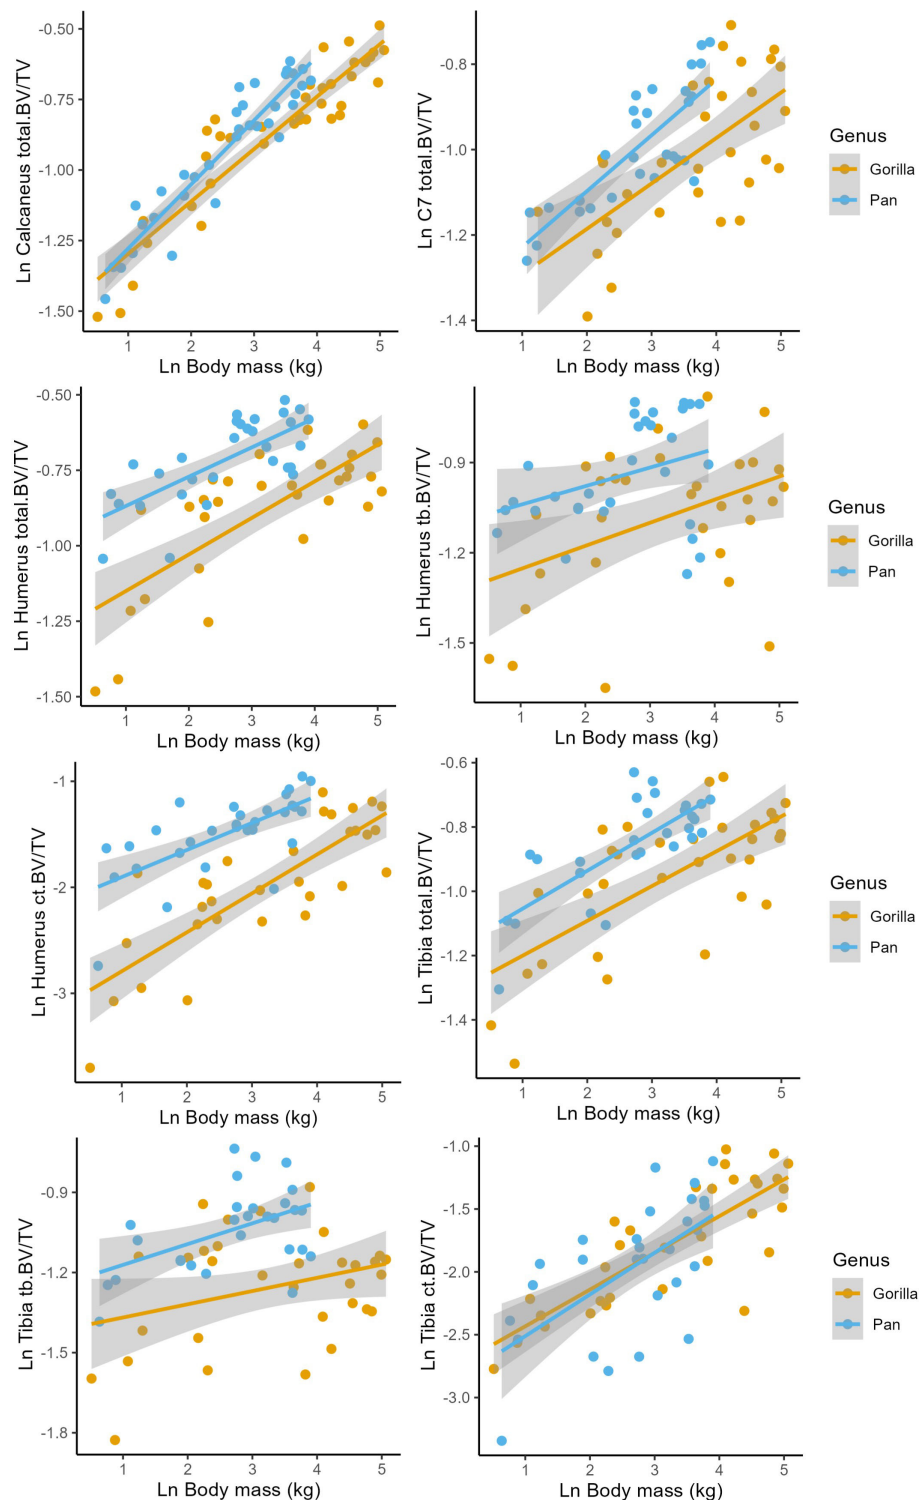 Ln Calcaneus total.BV/TV
-0.50
-0.75
-1.00
-1.25
-1.50
1 2 3 4 5
Ln Body mass (kg)
Ln C7 total.BV/TV
-0.8
-1.0
-1.2
-1.4
1 2 3 4 5
Ln Body mass (kg)
Genus
Gorilla
Pan
Ln Humerus total.BV/TV
-0.50
-0.75
-1.00
-1.25
-1.50
1 2 3 4 5
Ln Body mass (kg)
Ln Humerus tb.BV/TV
-0.9
-1.2
-1.5
1 2 3 4 5
Ln Body mass (kg)
Genus
Gorilla
Pan
Ln Humerus ct.BV/TV
-1
-2
-3
1 2 3 4 5
Ln Body mass (kg)
Ln Tibia total.BV/TV
-0.6
-0.8
-1.0
-1.2
-1.4
1 2 3 4 5
Ln Body mass (kg)
Genus
Gorilla
Pan
Ln Tibia tb.BV/TV
-0.9
-1.2
-1.5
-1.8
1 2 3 4 5
Ln Body mass (kg)
Ln Tibia ct.BV/TV
-1.0
-1.5
-2.0
-2.5
-3.0
1 2 3 4 5
Ln Body mass (kg)
Genus
Gorilla
Pan